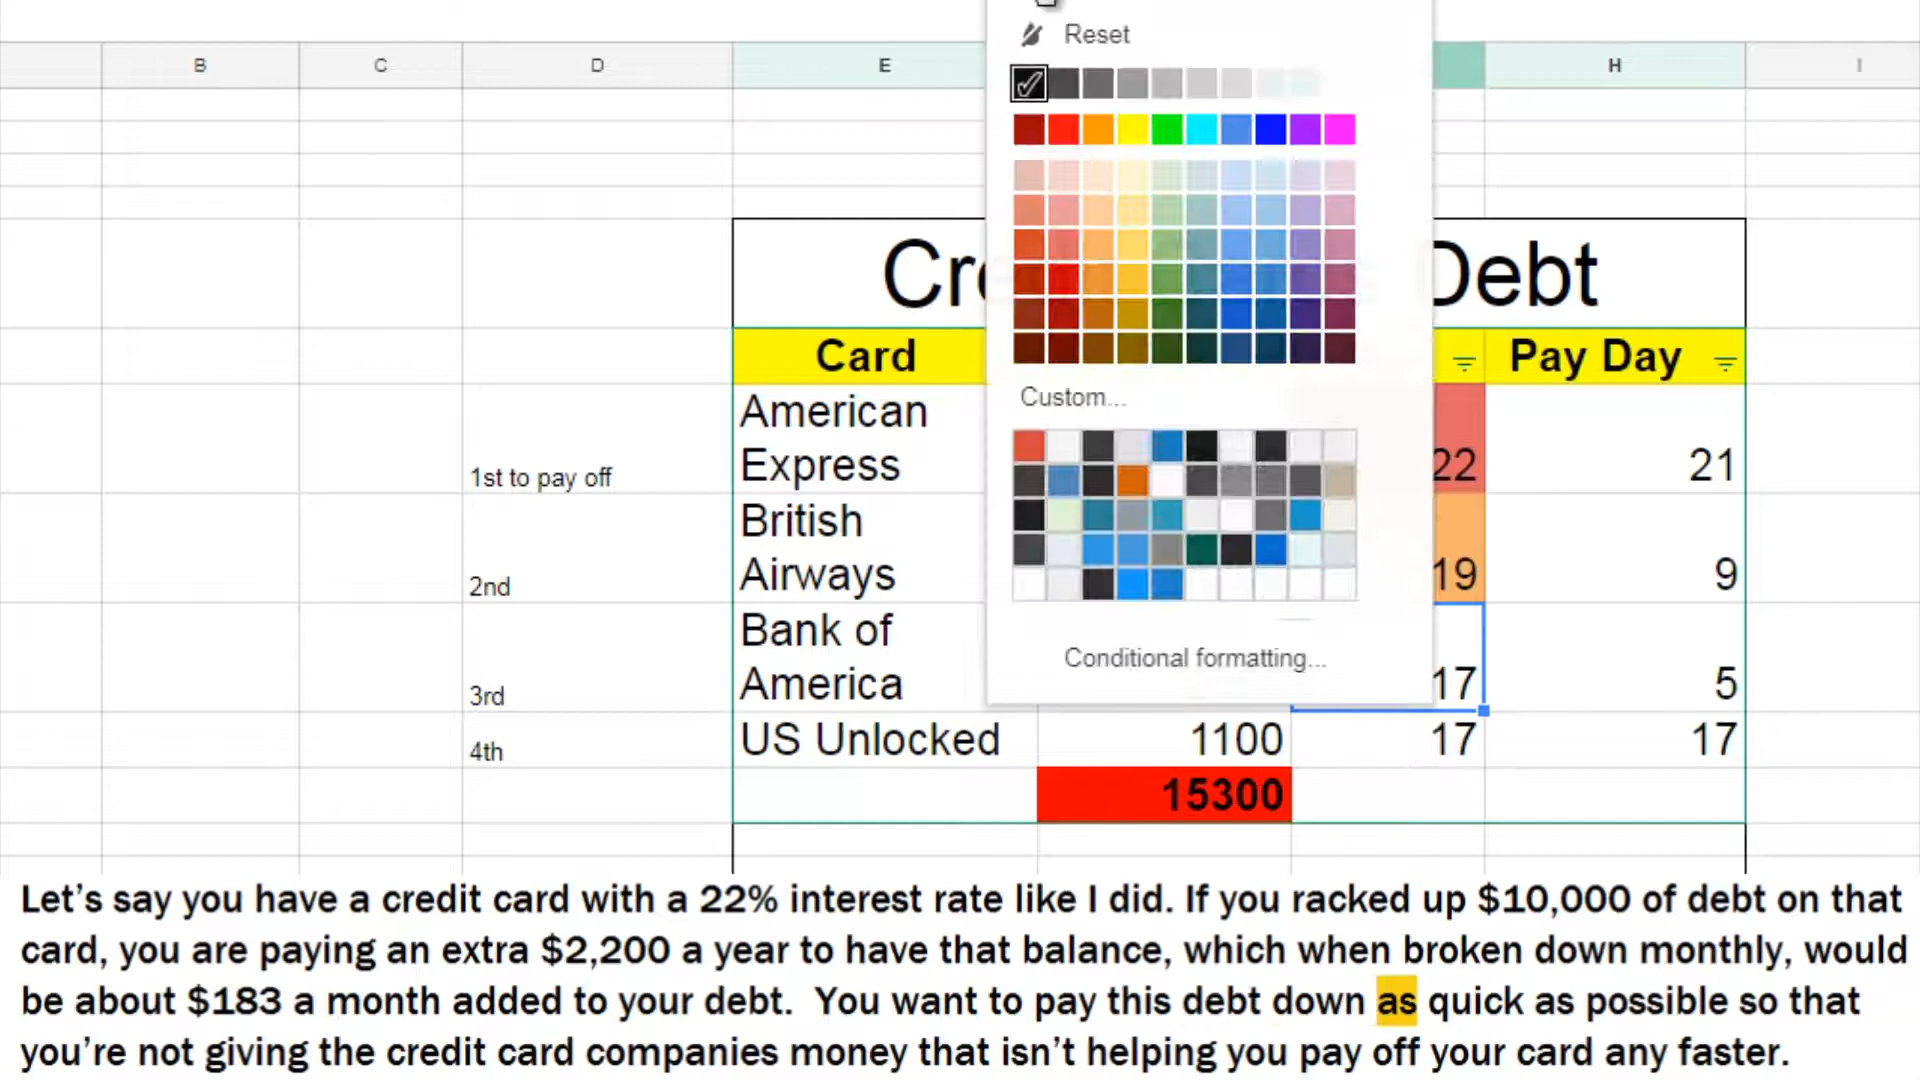 Reset
B C D E H I
Cre Debt
Card Pay Day
American
Express 22 21
1st to pay off
British
Airways 19 9
2nd
Bank of
America 17 5
3rd
US Unlocked 1100 17 17
4th
15300
Custom...
Conditional formatting...
Let's say you have a credit card with a 22% interest rate like I did. If you racked up $10,000 of debt on that
card, you are paying an extra $2,200 a year to have that balance, which when broken down monthly, would
be about $183 a month added to your debt.  You want to pay this debt down as quick as possible so that
you're not giving the credit card companies money that isn't helping you pay off your card any faster.